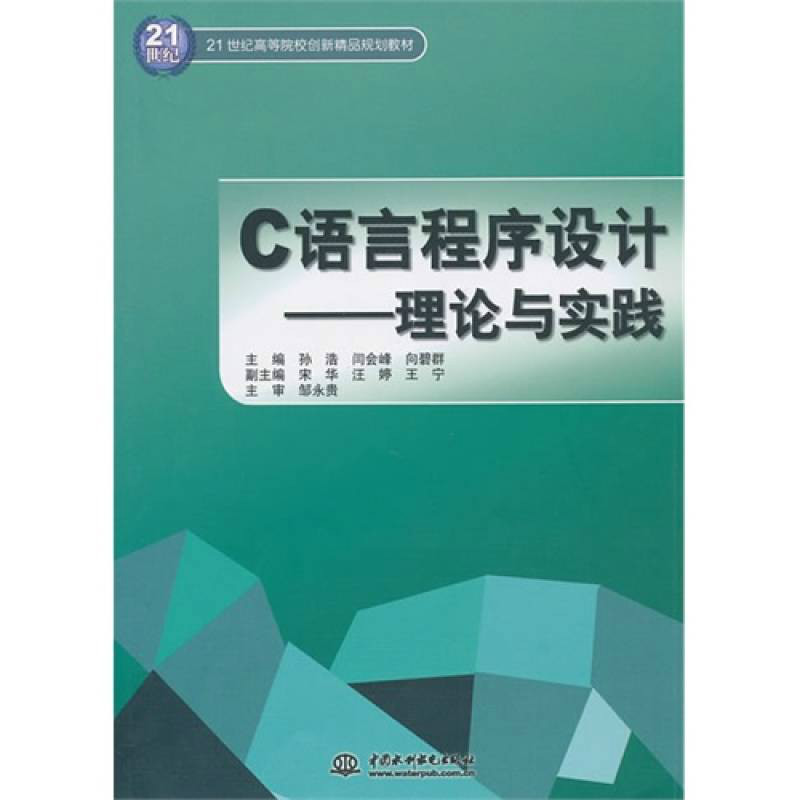 21
世纪
21世纪高等院校创新精品规划教材
C语言程序设计
——理论与实践
主 编 孙 浩 闫会峰 向碧群
副主编 宋 华 汪 婷 王 宁
主 审 邹永贵
中国水利水电出版社
www.waterpub.com.cn